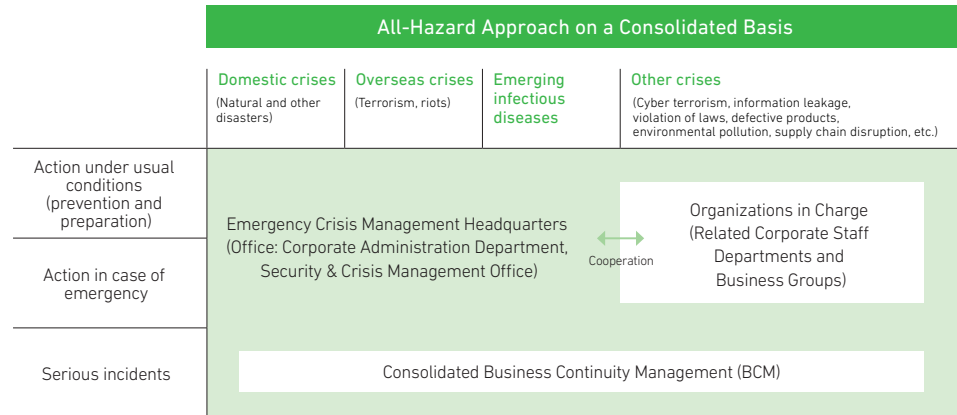 All-Hazard Approach on a Consolidated Basis
Domestic crises
(Natural and other
disasters)
Overseas crises
(Terrorism, riots)
Emerging
infectious
diseases
Other crises
(Cyber terrorism, information leakage,
violation of laws, defective products,
environmental pollution, supply chain disruption, etc.)
Action under usual
conditions
(prevention and
preparation)
Emergency Crisis Management Headquarters
(Office: Corporate Administration Department,
Security & Crisis Management Office)
Cooperation
Organizations in Charge
(Related Corporate Staff
Departments and
Business Groups)
Action in case of
emergency
Serious incidents
Consolidated Business Continuity Management (BCM)